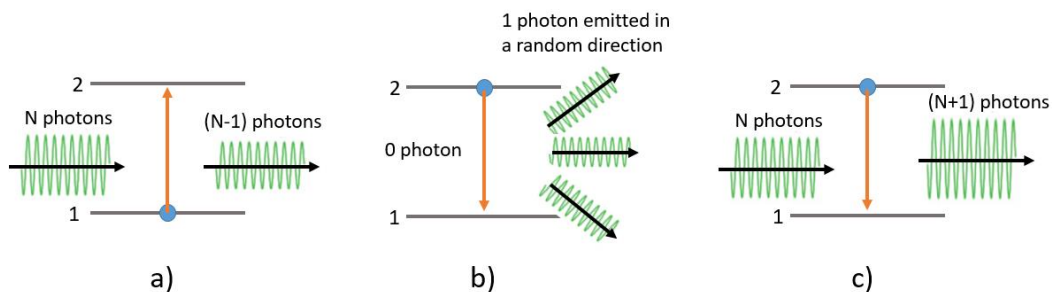 2
N photons
(N-1) photons
1
a)
1 photon emitted in
a random direction
2
0 photon
1
b)
2
N photons
(N+1) photons
1
c)